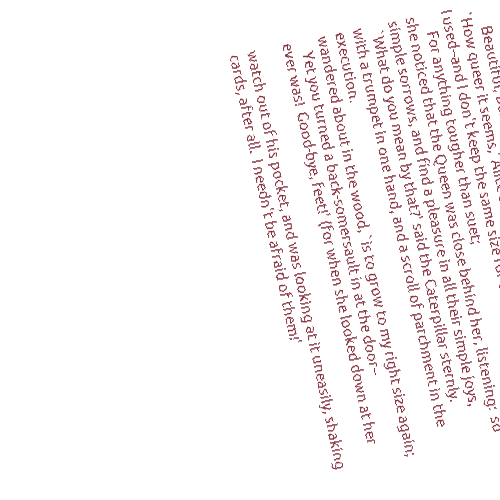 Beautiful,
`How queer it seems,' Alice
I used--and I don't keep the same size
For anything tougher than suet;
she noticed that the Queen was close behind her, listening: so
simple sorrows, and find a pleasure in all their simple joys,
`What do you mean by that?' said the Caterpillar sternly.
with a trumpet in one hand, and a scroll of parchment in the
execution.
wandered about in the wood, `is to grow to my right size again;
Yet you turned a back-somersault in at the door--
ever was! Good-bye, feet!' (for when she looked down at her
watch out of his pocket, and was looking at it uneasily, shaking
cards, after all. I needn't be afraid of them!'